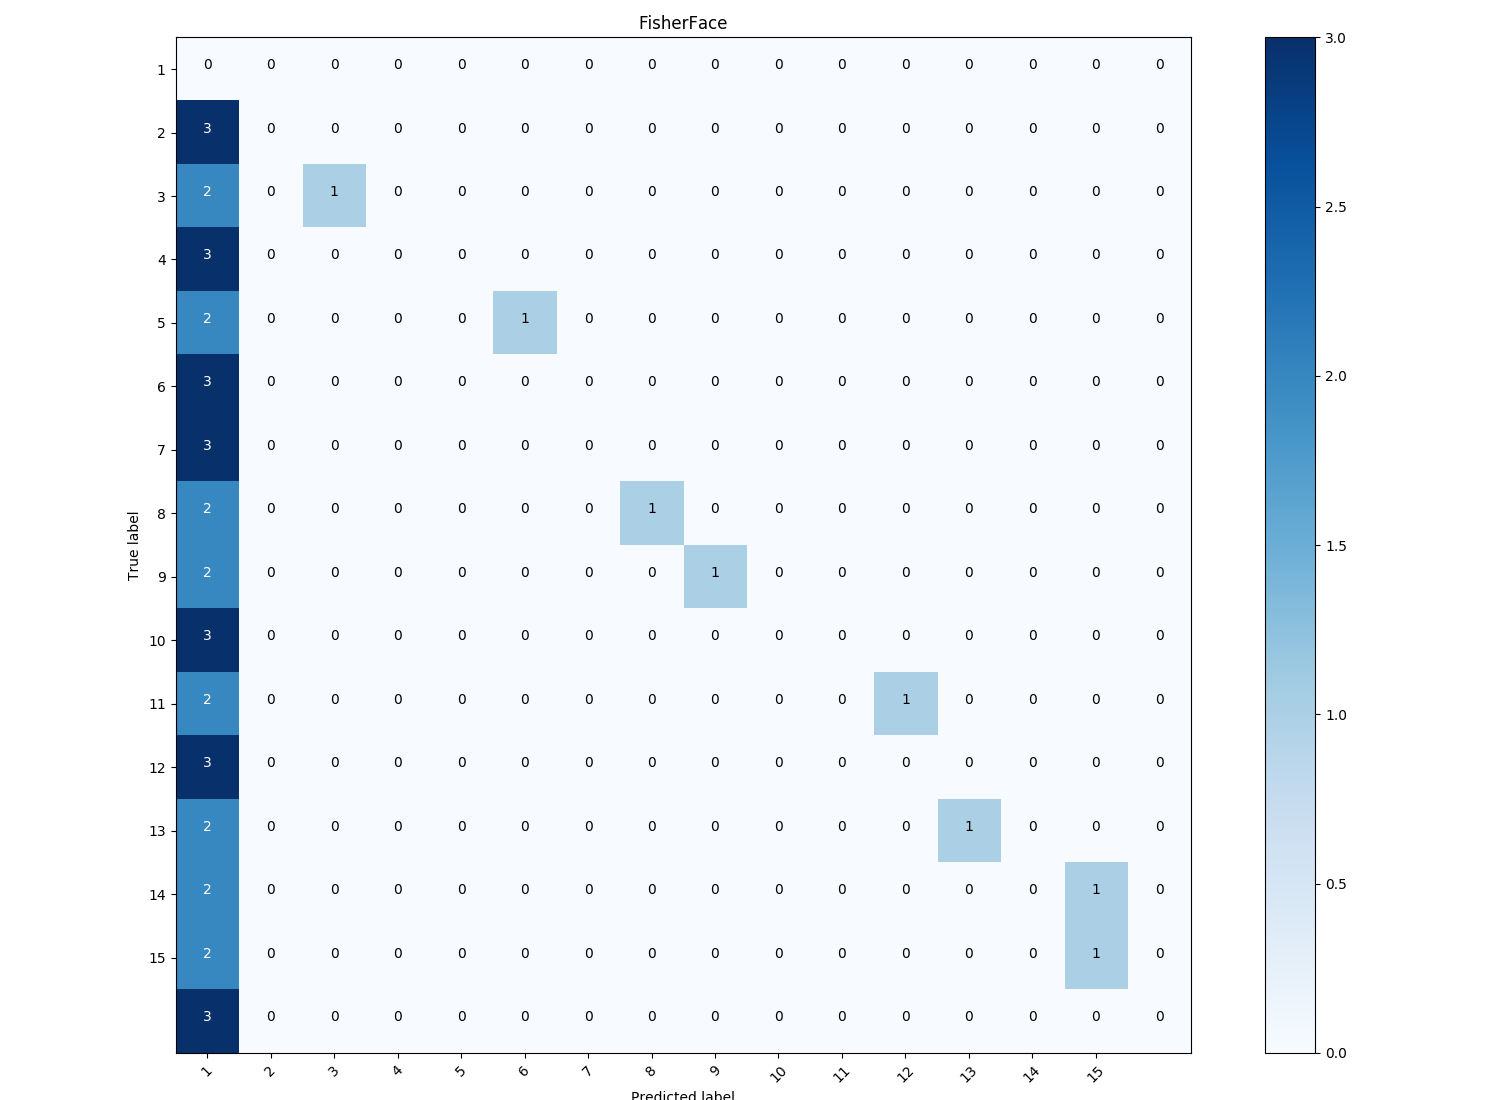 FisherFace
1 0 0 0 0 0 0 0 0 0 0 0 0 0 0 0 0
2 3 0 0 0 0 0 0 0 0 0 0 0 0 0 0 0
3 2 0 1 0 0 0 0 0 0 0 0 0 0 0 0 0
4 3 0 0 0 0 0 0 0 0 0 0 0 0 0 0 0
5 2 0 0 0 0 1 0 0 0 0 0 0 0 0 0 0
6 3 0 0 0 0 0 0 0 0 0 0 0 0 0 0 0
7 3 0 0 0 0 0 0 0 0 0 0 0 0 0 0 0
8 2 0 0 0 0 0 0 1 0 0 0 0 0 0 0 0
9 2 0 0 0 0 0 0 0 1 0 0 0 0 0 0 0
10 3 0 0 0 0 0 0 0 0 0 0 0 0 0 0 0
11 2 0 0 0 0 0 0 0 0 0 0 1 0 0 0 0
12 3 0 0 0 0 0 0 0 0 0 0 0 0 0 0 0
13 2 0 0 0 0 0 0 0 0 0 0 0 1 0 0 0
14 2 0 0 0 0 0 0 0 0 0 0 0 0 0 1 0
15 2 0 0 0 0 0 0 0 0 0 0 0 0 0 1 0
3 0 0 0 0 0 0 0 0 0 0 0 0 0 0 0
1 2 3 4 5 6 7 8 9 10 11 12 13 14 15
True label
Predicted label
3.0
2.5
2.0
1.5
1.0
0.5
0.0